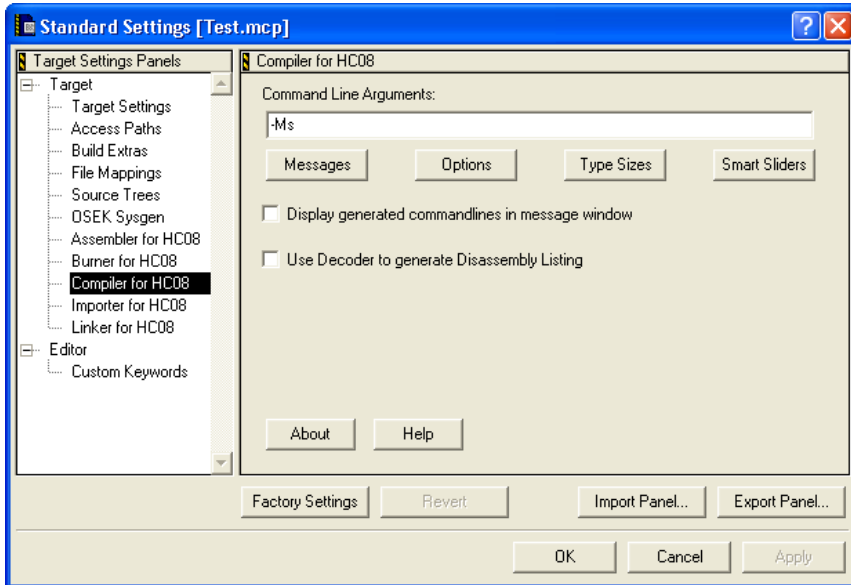 Standard Settings [Test.mcp]
Target Settings Panels
Target
Target Settings
Access Paths
Build Extras
File Mappings
Source Trees
OSEK Sysgen
Assembler for HC08
Burner for HC08
Compiler for HC08
Importer for HC08
Linker for HC08
Editor
Custom Keywords
Compiler for HC08
Command Line Arguments:
-Ms
Messages Options Type Sizes Smart Sliders
Display generated commandlines in message window
Use Decoder to generate Disassembly Listing
About Help
Factory Settings Revert Import Panel... Export Panel...
OK Cancel Apply